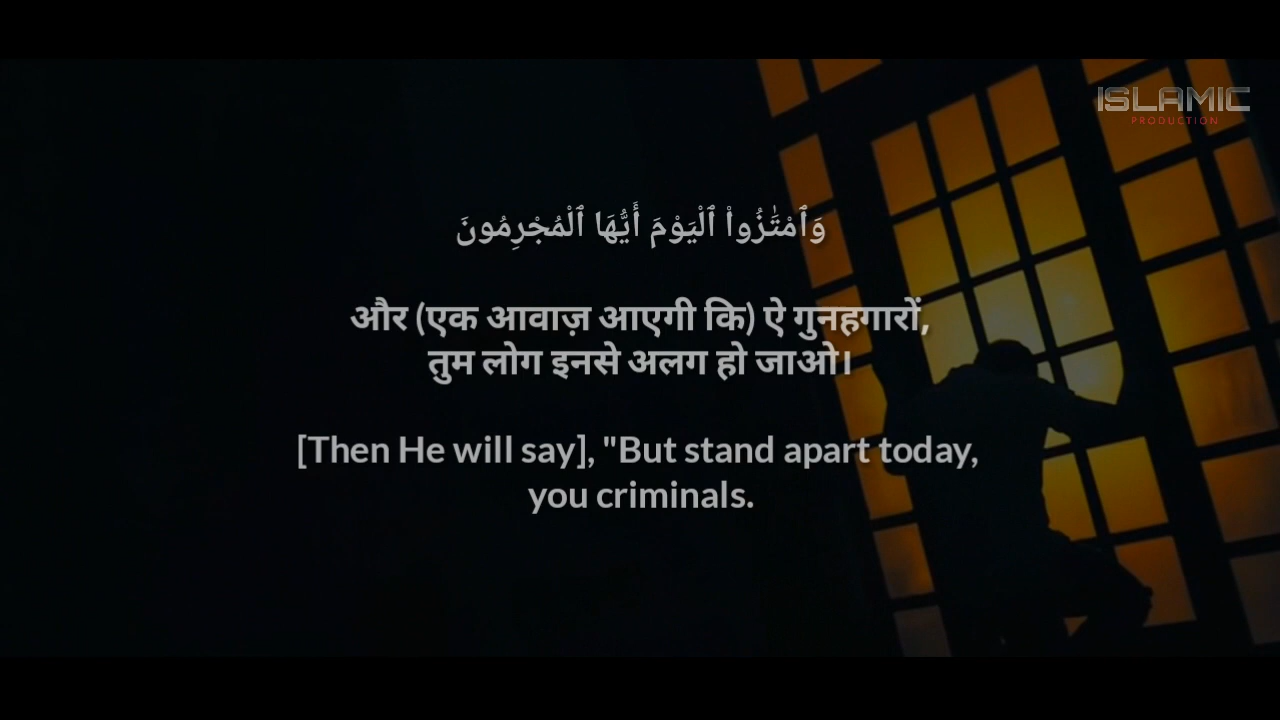 ISLAMIC
PRODUCTION
وَٱمْتَٰزُوا۟ ٱلْيَوْمَ أَيُّهَا ٱلْمُجْرِمُونَ
और (एक आवाज़ आएगी कि) ऐ गुनहगारों,
तुम लोग इनसे अलग हो जाओ।
[Then He will say], "But stand apart today,
you criminals.